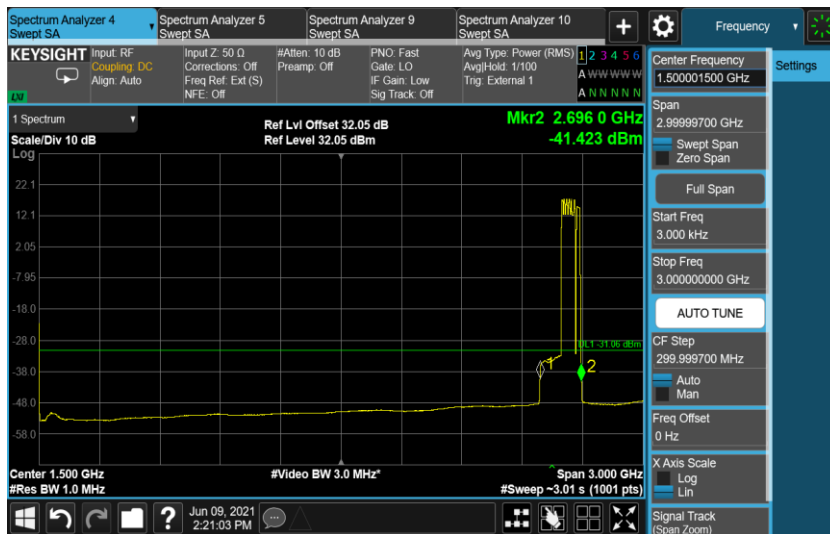 Spectrum Analyzer 4
Swept SA
Spectrum Analyzer 5
Swept SA
Spectrum Analyzer 9
Swept SA
Spectrum Analyzer 10
Swept SA
+
Frequency
KEYSIGHT
LXI
Input: RF
Coupling: DC
Align: Auto
Input Z: 50 Ω
Corrections: Off
Freq Ref: Ext (S)
NFE: Off
#Atten: 10 dB
Preamp: Off
PNO: Fast
Gate: LO
IF Gain: Low
Sig Track: Off
Avg Type: Power (RMS)
Avg|Hold: 1/100
Trig: External 1
1 2 3 4 5 6
A W W W W W
A N N N N N
1 Spectrum
Scale/Div 10 dB
Log
Ref Lvl Offset 32.05 dB
Ref Level 32.05 dBm
Mkr2 2.696 0 GHz
-41.423 dBm
22.1
12.1
2.05
-7.95
-18.0
-28.0
-38.0
-48.0
-58.0
DL1 -31.06 dBm
1
2
Center 1.500 GHz
#Res BW 1.0 MHz
#Video BW 3.0 MHz*
Span 3.000 GHz
#Sweep ~3.01 s (1001 pts)
Center Frequency
1.500001500 GHz
Settings
Span
2.99999700 GHz
Swept Span
Zero Span
Full Span
Start Freq
3.000 kHz
Stop Freq
3.000000000 GHz
AUTO TUNE
CF Step
299.999700 MHz
Auto
Man
Freq Offset
0 Hz
X Axis Scale
Log
Lin
Signal Track
(Span Zoom)
?
Jun 09, 2021
2:21:03 PM